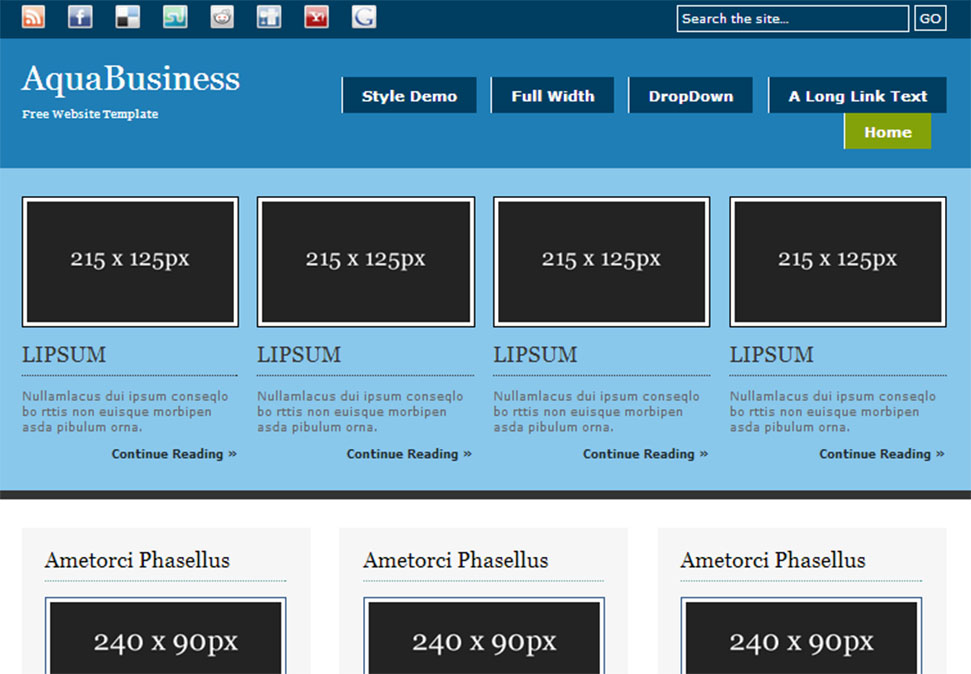 Search the site...
GO
AquaBusiness
Free Website Template
Style Demo
Full Width
DropDown
A Long Link Text
Home
215 x 125px
215 x 125px
215 x 125px
215 x 125px
LIPSUM
LIPSUM
LIPSUM
LIPSUM
Nullamlacus dui ipsum conseqlo
bo rttis non euisque morbipen
asda pibulum orna.
Continue Reading »
Nullamlacus dui ipsum conseqlo
bo rttis non euisque morbipen
asda pibulum orna.
Continue Reading »
Nullamlacus dui ipsum conseqlo
bo rttis non euisque morbipen
asda pibulum orna.
Continue Reading »
Nullamlacus dui ipsum conseqlo
bo rttis non euisque morbipen
asda pibulum orna.
Continue Reading »
Ametorci Phasellus
Ametorci Phasellus
Ametorci Phasellus
240 x 90px
240 x 90px
240 x 90px